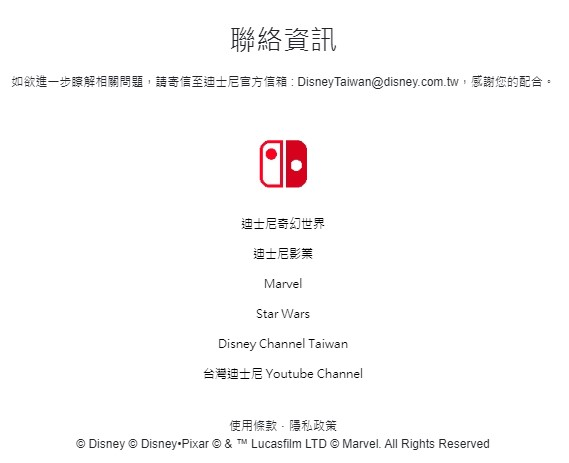 聯絡資訊
如欲進一步瞭解相關問題，請寄信至迪士尼官方信箱 : DisneyTaiwan@disney.com.tw，感謝您的配合。
迪士尼奇幻世界
迪士尼影業
Marvel
Star Wars
Disney Channel Taiwan
台灣迪士尼 Youtube Channel
使用條款．隱私政策
© Disney © Disney•Pixar © & ™ Lucasfilm LTD © Marvel. All Rights Reserved